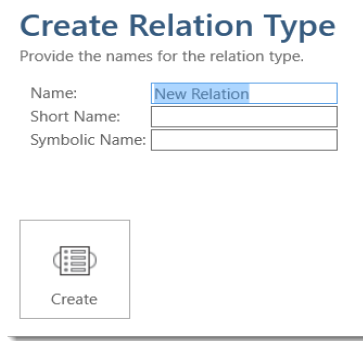 Create Relation Type
Provide the names for the relation type.
Name: New Relation
Short Name:
Symbolic Name:
Create